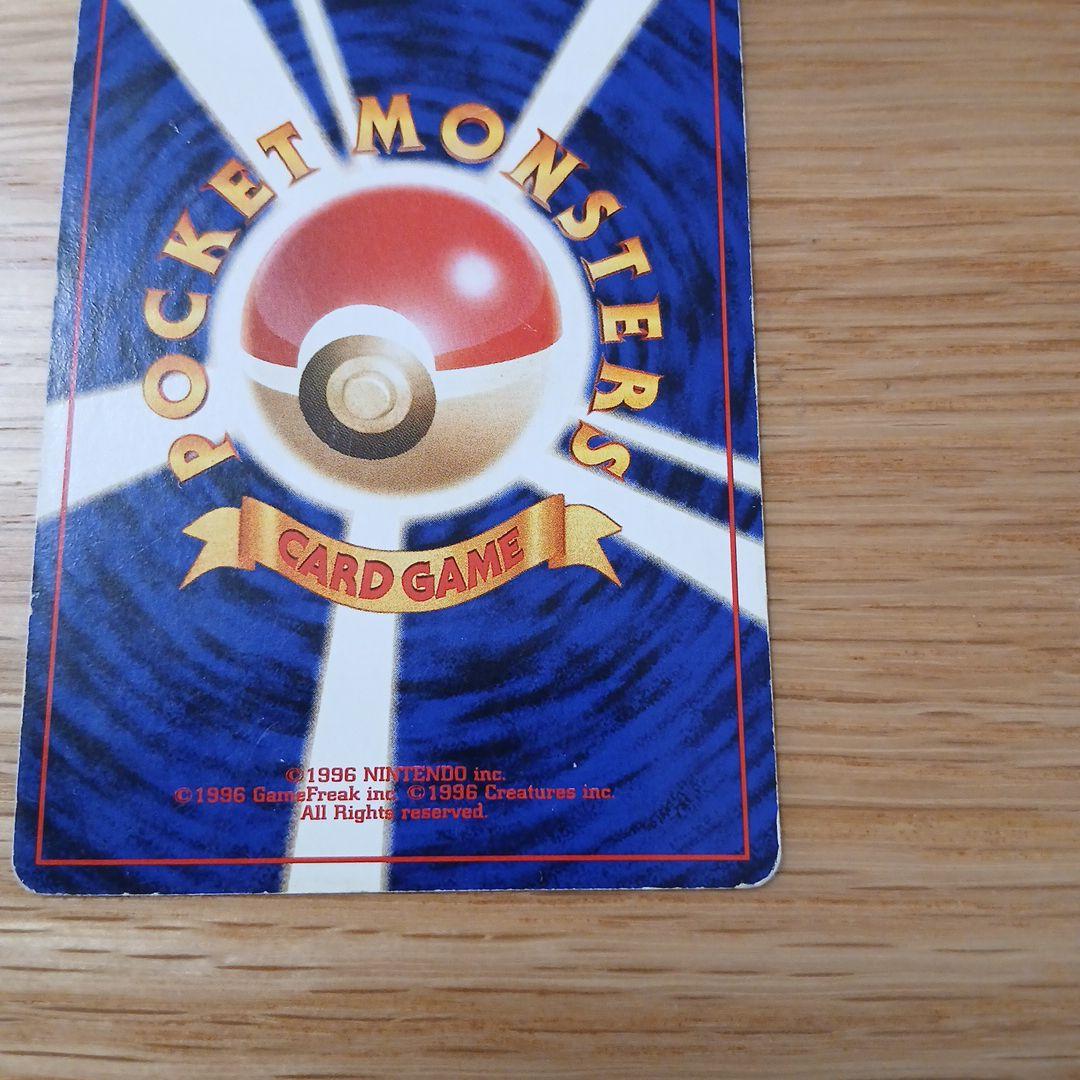 POCKET MONSTERS
CARD GAME
©1996 NINTENDO inc.
©1996 GameFreak inc. ©1996 Creatures inc.
All Rights reserved.